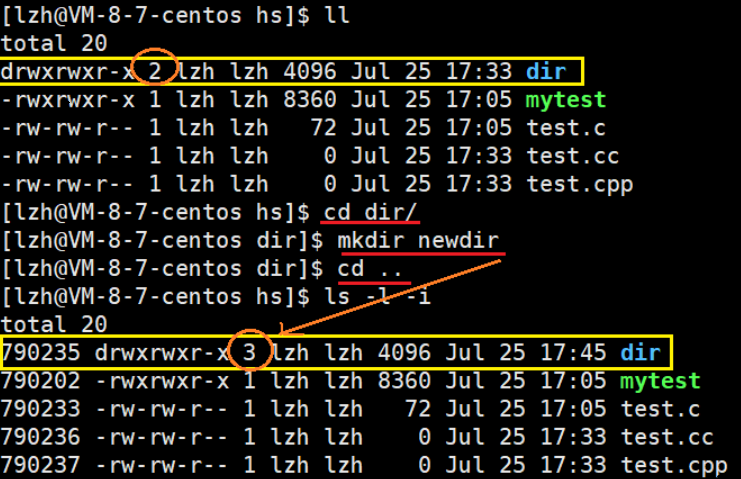 [lzh@VM-8-7-centos hs]$ ll
total 20
drwxrwxr-x 2 lzh lzh 4096 Jul 25 17:33 dir
-rwxrwxr-x 1 lzh lzh 8360 Jul 25 17:05 mytest
-rw-rw-r-- 1 lzh lzh   72 Jul 25 17:05 test.c
-rw-rw-r-- 1 lzh lzh    0 Jul 25 17:33 test.cc
-rw-rw-r-- 1 lzh lzh    0 Jul 25 17:33 test.cpp
[lzh@VM-8-7-centos hs]$ cd dir/
[lzh@VM-8-7-centos dir]$ mkdir newdir
[lzh@VM-8-7-centos dir]$ cd ..
[lzh@VM-8-7-centos hs]$ ls -l -i
total 20
790235 drwxrwxr-x 3 lzh lzh 4096 Jul 25 17:45 dir
790202 -rwxrwxr-x 1 lzh lzh 8360 Jul 25 17:05 mytest
790233 -rw-rw-r-- 1 lzh lzh   72 Jul 25 17:05 test.c
790236 -rw-rw-r-- 1 lzh lzh    0 Jul 25 17:33 test.cc
790237 -rw-rw-r-- 1 lzh lzh    0 Jul 25 17:33 test.cpp